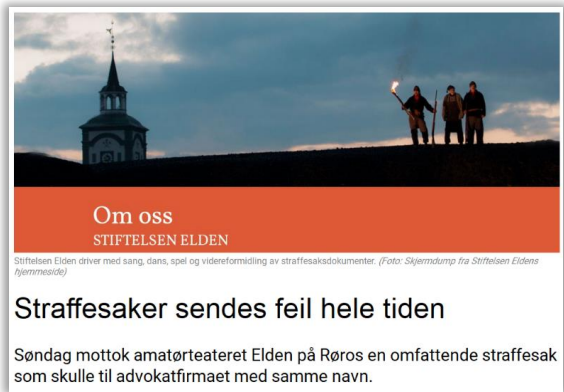 Om oss
STIFTELSEN ELDEN
Stiftelsen Elden driver med sang, dans, spel og videreformidling av straffesaksdokumenter. (Foto: Skjermdump fra Stiftelsen Eldens
hjemmeside)
Straffesaker sendes feil hele tiden
Søndag mottok amatørteateret Elden på Røros en omfattende straffesak
som skulle til advokatfirmaet med samme navn.